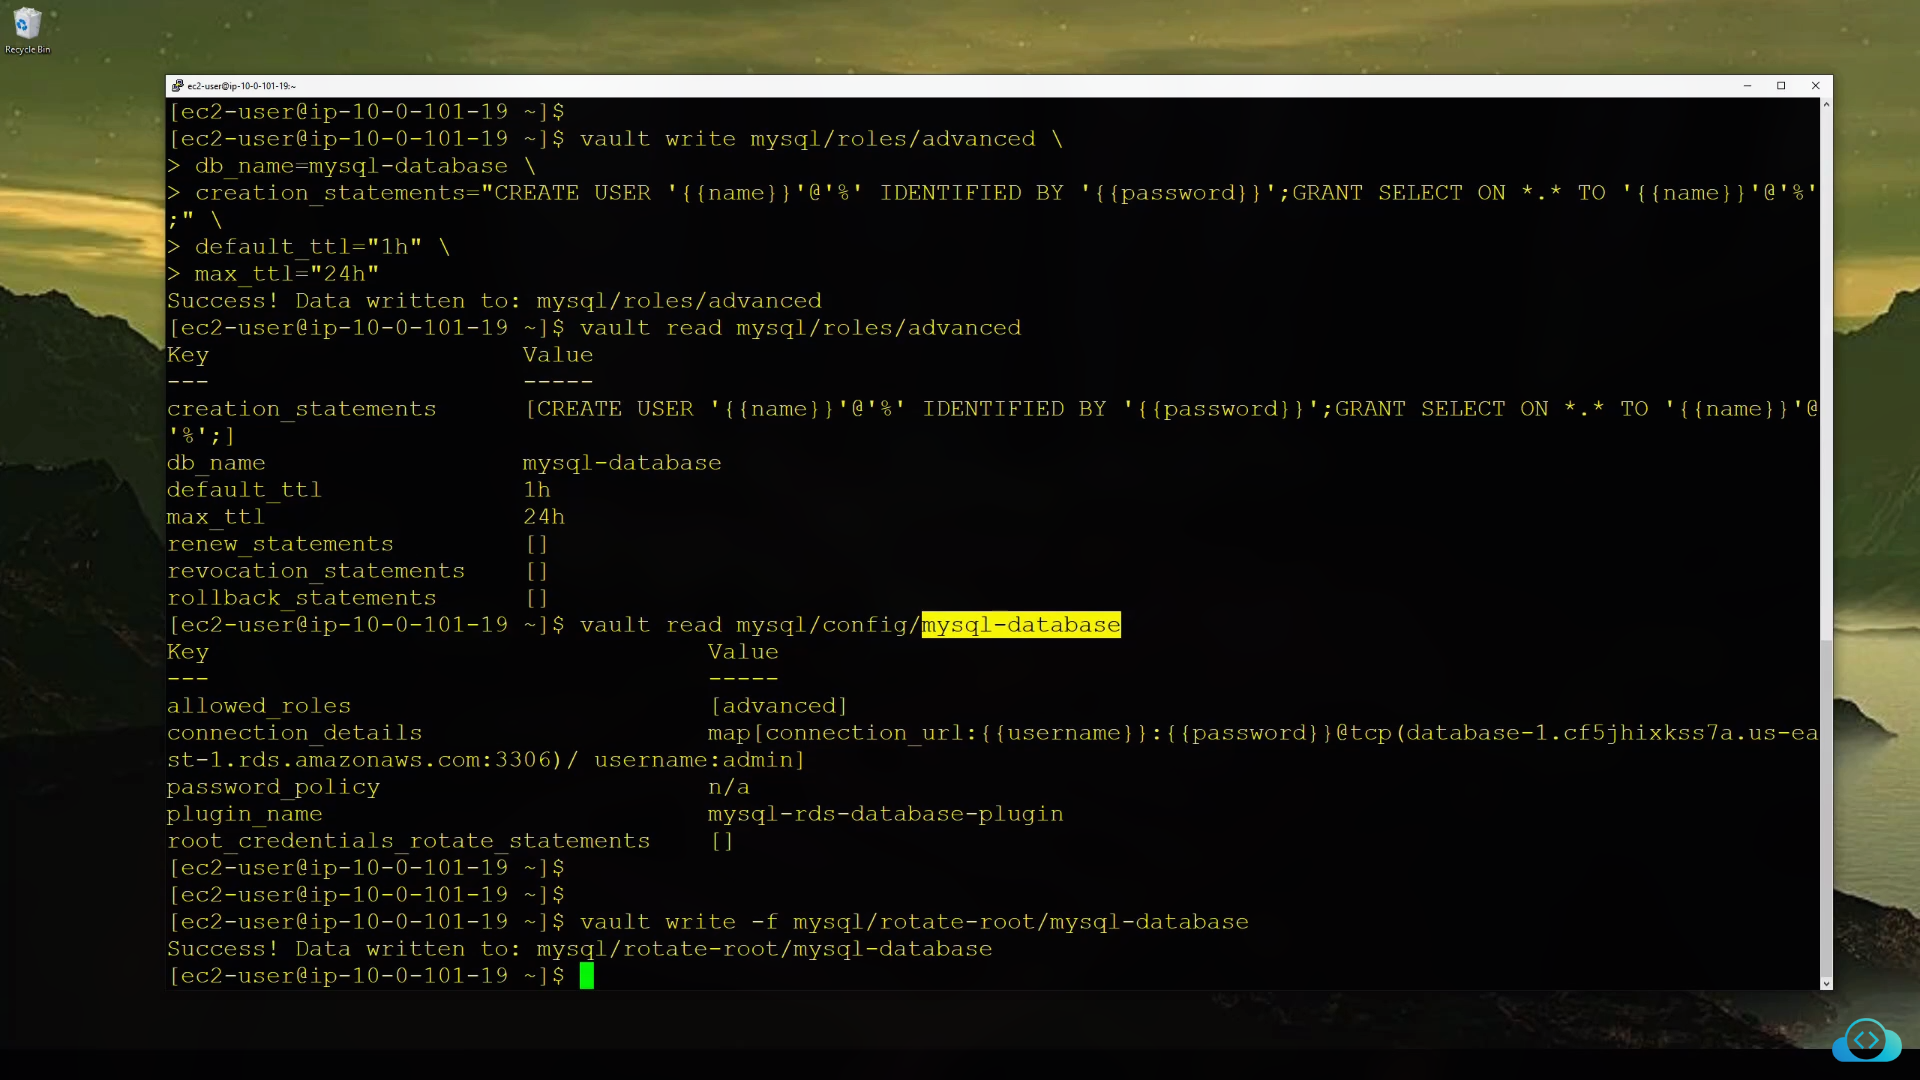 Recycle Bin
ec2-user@ip-10-0-101-19:~
[ec2-user@ip-10-0-101-19 ~]$
[ec2-user@ip-10-0-101-19 ~]$ vault write mysql/roles/advanced \
> db_name=mysql-database \
> creation_statements="CREATE USER '{{name}}'@'%' IDENTIFIED BY '{{password}}';GRANT SELECT ON *.* TO '{{name}}'@'%'
;" \
> default_ttl="1h" \
> max_ttl="24h"
Success! Data written to: mysql/roles/advanced
[ec2-user@ip-10-0-101-19 ~]$ vault read mysql/roles/advanced
Key Value
--- -----
creation_statements [CREATE USER '{{name}}'@'%' IDENTIFIED BY '{{password}}';GRANT SELECT ON *.* TO '{{name}}'@
'%';]
db_name mysql-database
default_ttl 1h
max_ttl 24h
renew_statements []
revocation_statements []
rollback_statements []
[ec2-user@ip-10-0-101-19 ~]$ vault read mysql/config/mysql-database
Key Value
--- -----
allowed_roles [advanced]
connection_details map[connection_url:{{username}}:{{password}}@tcp(database-1.cf5jhixkss7a.us-ea
st-1.rds.amazonaws.com:3306)/ username:admin]
password_policy n/a
plugin_name mysql-rds-database-plugin
root_credentials_rotate_statements []
[ec2-user@ip-10-0-101-19 ~]$
[ec2-user@ip-10-0-101-19 ~]$
[ec2-user@ip-10-0-101-19 ~]$ vault write -f mysql/rotate-root/mysql-database
Success! Data written to: mysql/rotate-root/mysql-database
[ec2-user@ip-10-0-101-19 ~]$